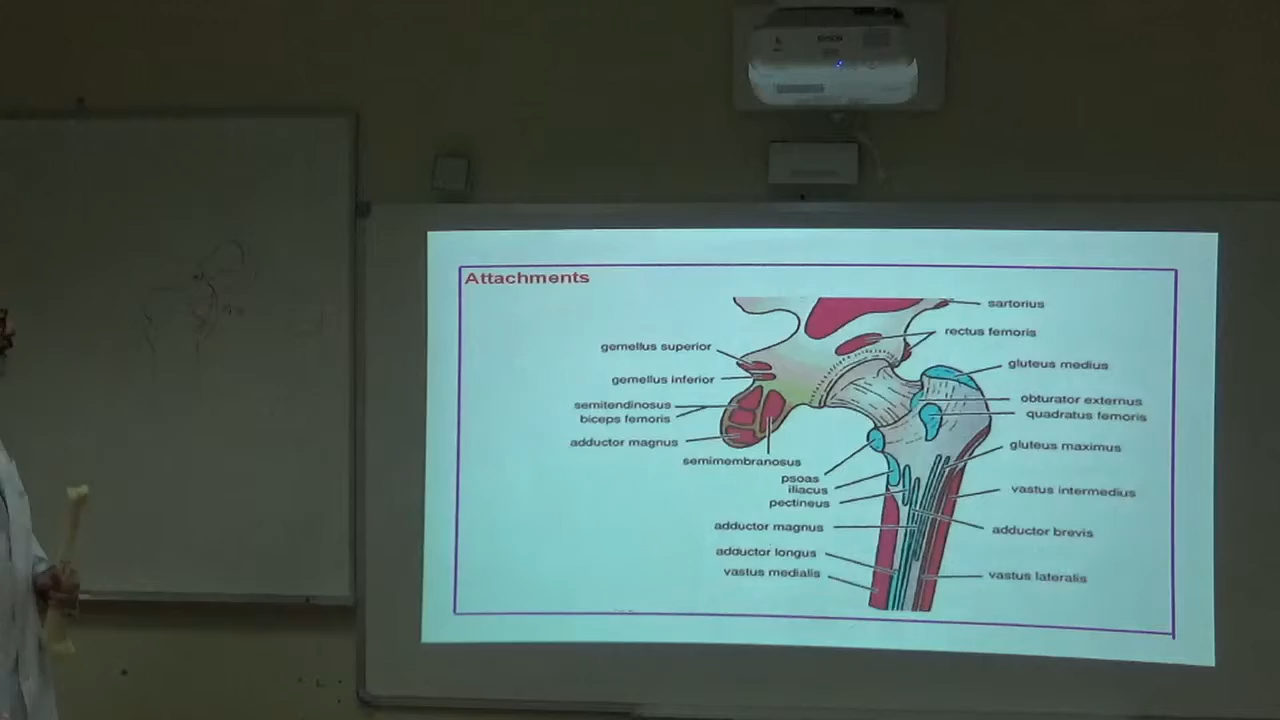 EPSON
Attachments
sartorius
rectus femoris
gemellus superior
gluteus medius
gemellus inferior
obturator externus
semitendinosus
quadratus femoris
biceps femoris
adductor magnus
gluteus maximus
semimembranosus
psoas
iliacus
vastus intermedius
pectineus
adductor magnus
adductor brevis
adductor longus
vastus medialis
vastus lateralis